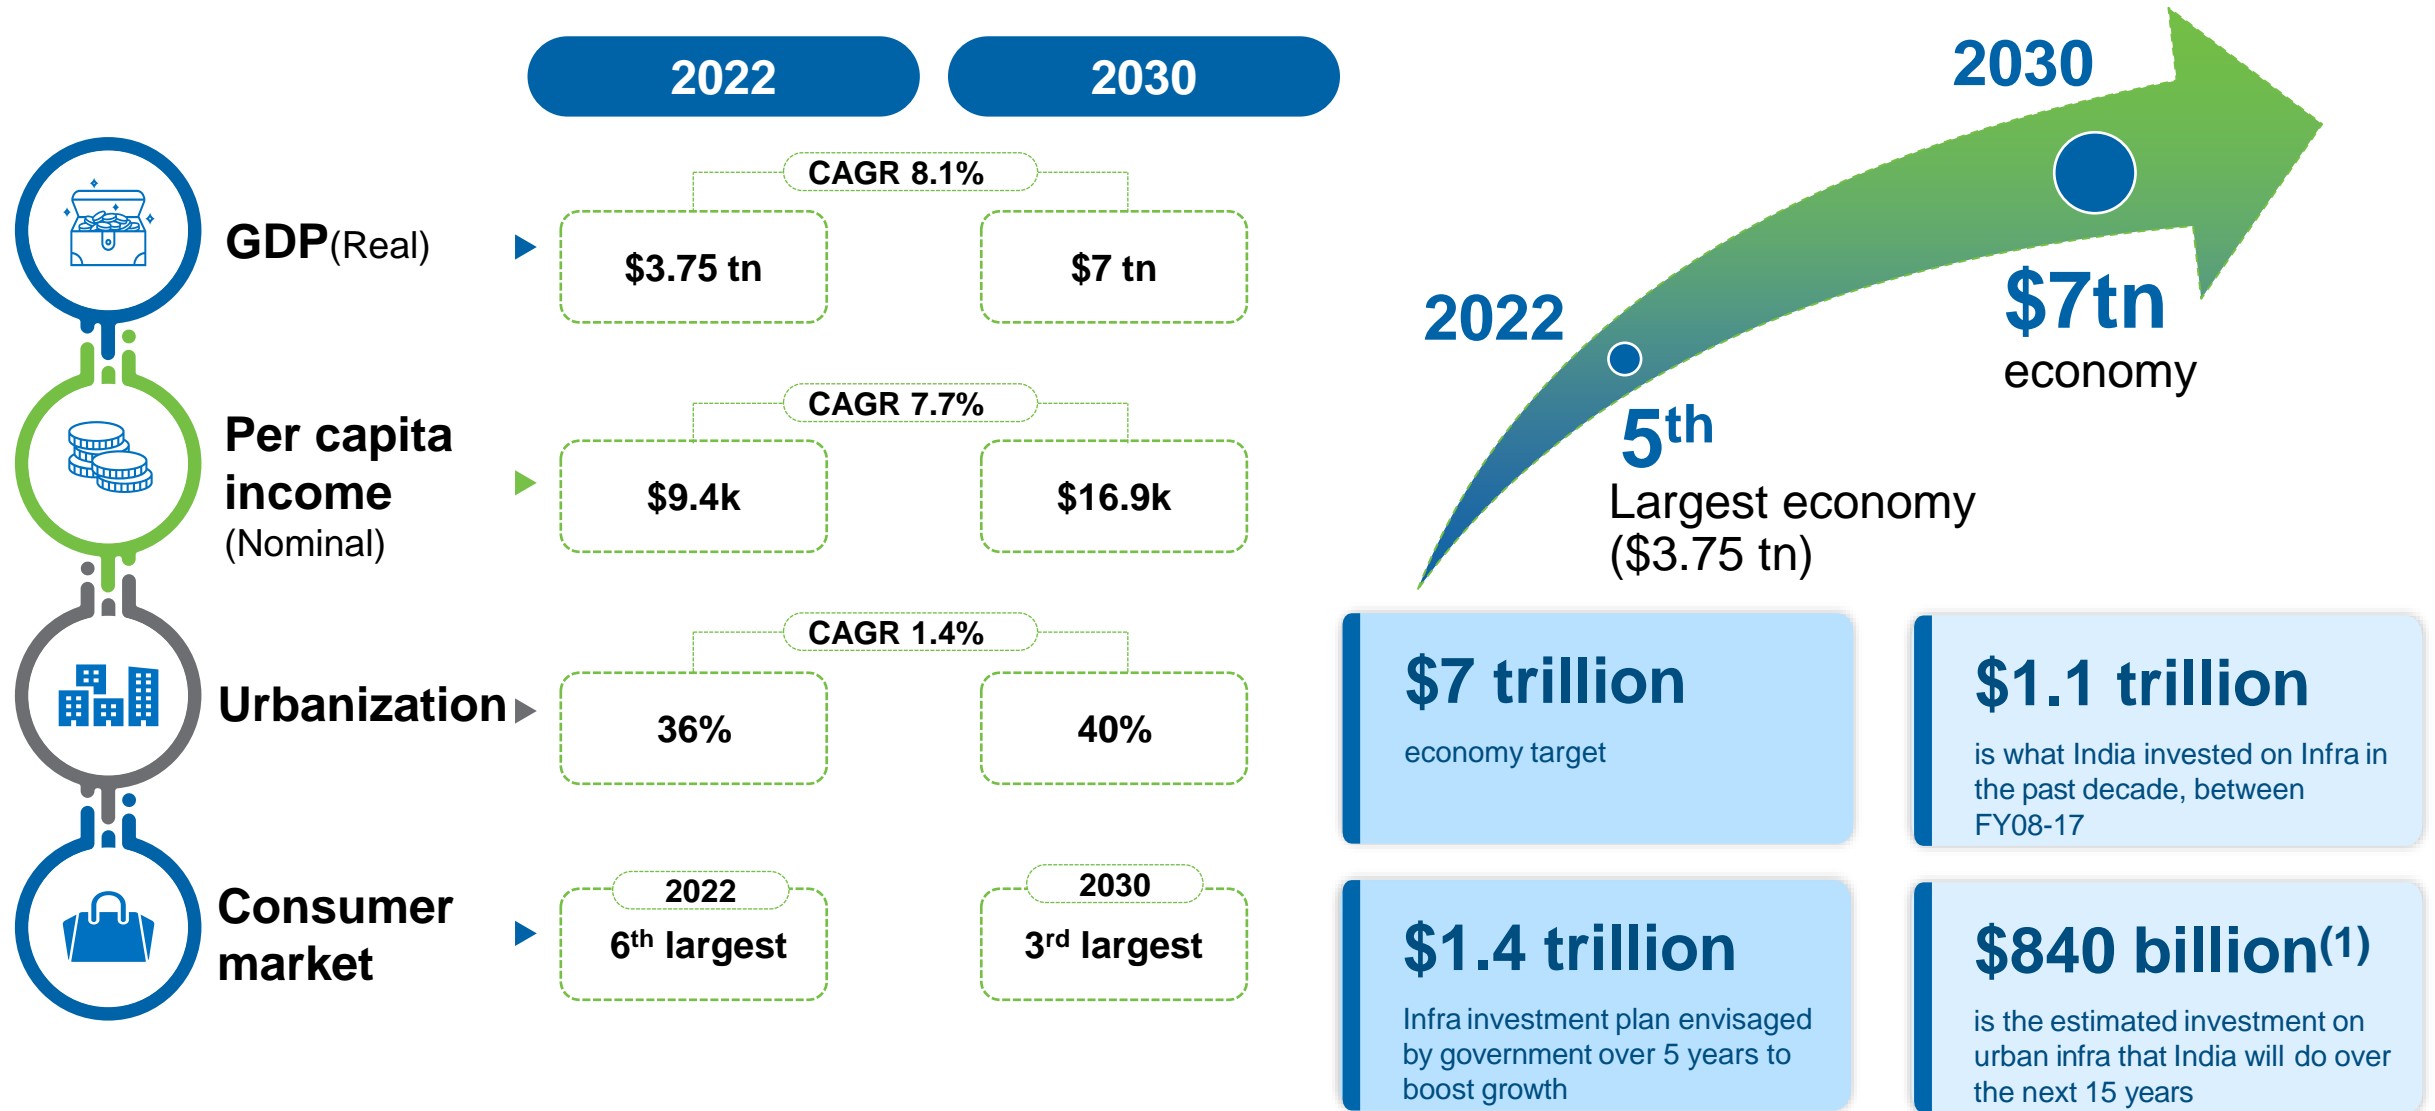 2022
2030
GDP(Real)
CAGR 8.1%
$3.75 tn
$7 tn
Per capita
income
(Nominal)
CAGR 7.7%
$9.4k
$16.9k
Urbanization
CAGR 1.4%
36%
40%
Consumer
market
2022
6th largest
2030
3rd largest
2030
$7tn
economy
2022
5th
Largest economy
($3.75 tn)
$7 trillion
economy target
$1.1 trillion
is what India invested on Infra in
the past decade, between
FY08-17
$1.4 trillion
Infra investment plan envisaged
by government over 5 years to
boost growth
$840 billion(1)
is the estimated investment on
urban infra that India will do over
the next 15 years